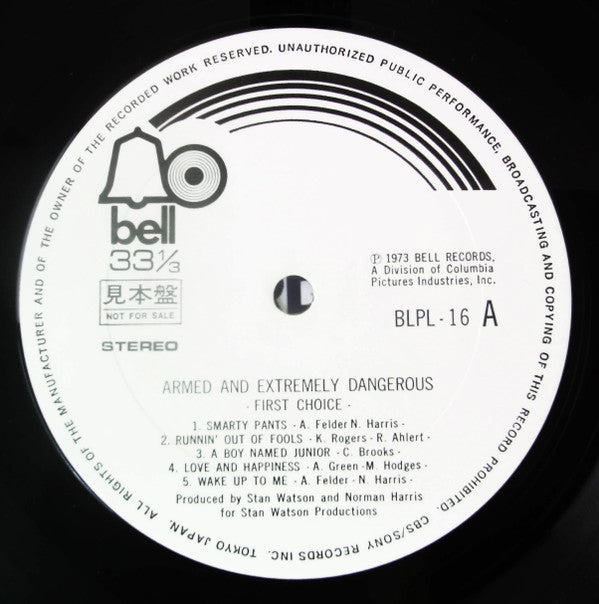 ALL RIGHTS OF THE MANUFACTURER AND OF THE OWNER OF THE RECORDED WORK RESERVED. UNAUTHORIZED PUBLIC PERFORMANCE, BROADCASTING AND COPYING OF THIS RECORD PROHIBITED. CBS/SONY RECORDS INC. TOKYO JAPAN.
bell
33 1/3
見本盤
NOT FOR SALE
STEREO
Ⓟ 1973 BELL RECORDS,
A Division of Columbia
Pictures Industries, Inc.
BLPL-16 A
ARMED AND EXTREMELY DANGEROUS
· FIRST CHOICE ·
1. SMARTY PANTS · A. Felder N. Harris ·
2. RUNNIN' OUT OF FOOLS · K. Rogers · R. Ahlert ·
3. A BOY NAMED JUNIOR · C. Brooks ·
4. LOVE AND HAPPINESS · A. Green · M. Hodges ·
5. WAKE UP TO ME · A. Felder · N. Harris ·
Produced by Stan Watson and Norman Harris
for Stan Watson Productions